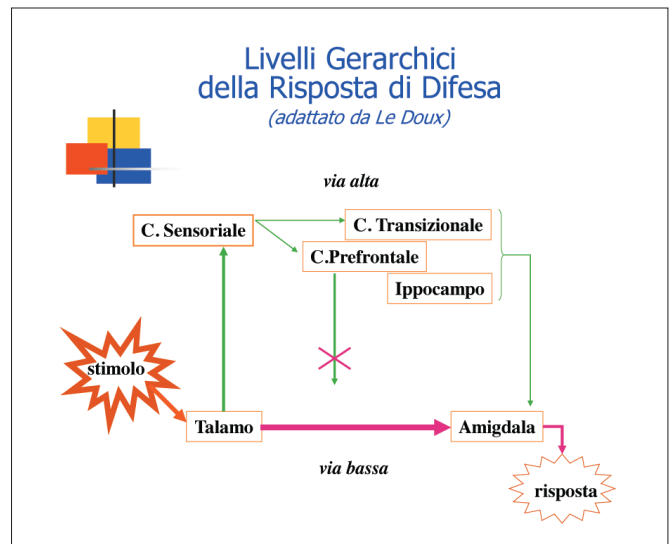 Livelli Gerarchici
della Risposta di Difesa
(adattato da Le Doux)
via alta
C. Sensoriale
C. Transizionale
C.Prefrontale
Ippocampo
stimolo
Talamo
Amigdala
via bassa
risposta